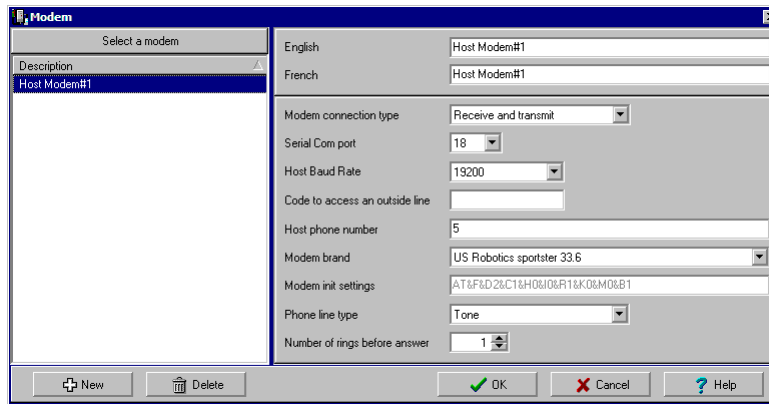 Modem
Select a modem
Description
Host Modem#1
English Host Modem#1
French Host Modem#1
Modem connection type Receive and transmit
Serial Com port 18
Host Baud Rate 19200
Code to access an outside line
Host phone number 5
Modem brand US Robotics sportster 33.6
Modem init settings AT&F&D2&C1&H0&I0&R1&K0&M0&B1
Phone line type Tone
Number of rings before answer 1
New Delete OK Cancel Help